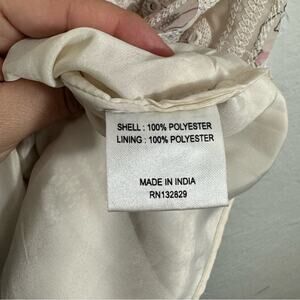 SHELL : 100% POLYESTER
LINING : 100% POLYESTER
MADE IN INDIA
RN132829